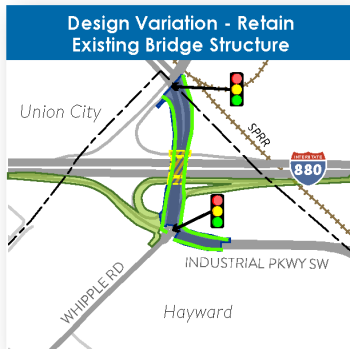 Design Variation - Retain
Existing Bridge Structure
Union City
SPRR
INTERSTATE
880
INDUSTRIAL PKWY SW
WHIPPLE RD
Hayward